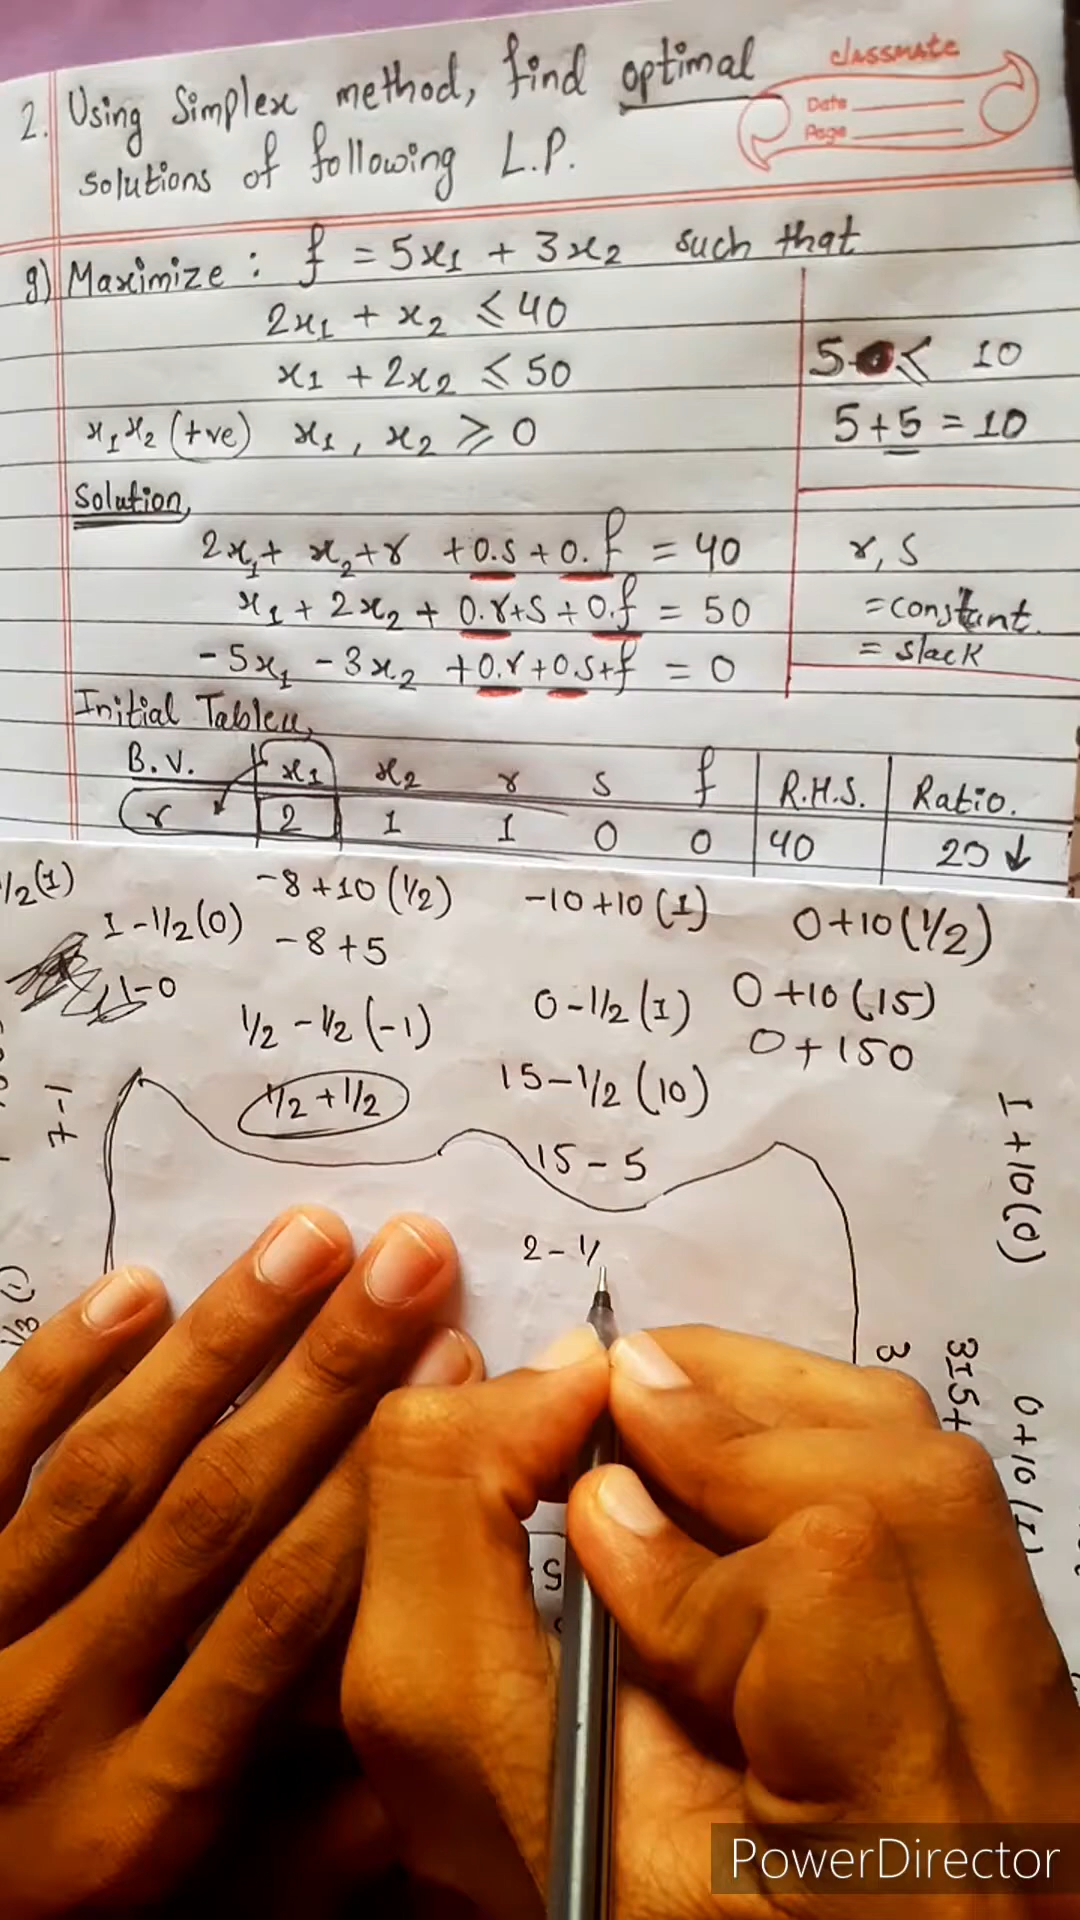 classmate
Date
Page
2. Using Simplex method, find optimal
solutions of following L.P.
g) Maximize : f = 5x₁ + 3x₂ such that
2x₁ + x₂ ⩽ 40
x₁ + 2x₂ ⩽ 50
x₁ x₂ (+ve) x₁ , x₂ ⩾ 0
5 ⩽ 10
5 + 5 = 10
Solution,
2x₁ + x₂ + r + 0.s + 0.f = 40
x₁ + 2x₂ + 0.r + s + 0.f = 50
-5x₁ - 3x₂ + 0.r + 0.s + f = 0
r, s
= constant.
= slack
Initial Tableu,
B.V. x₁ x₂ r s f R.H.S. Ratio.
r 2 1 1 0 0 40 20 ↓
1/2(1)
1 - 1/2(0)
1-0
-8 + 10 (1/2)
-8 + 5
-10 + 10 (1)
0 + 10 (1/2)
1/2 - 1/2 (-1)
0 - 1/2 (1)
0 + 10 (15)
0 + 150
1/2 + 1/2
15 - 1/2 (10)
15 - 5
2 - 1/
1 + 10(0)
0 + 10 (1)
PowerDirector